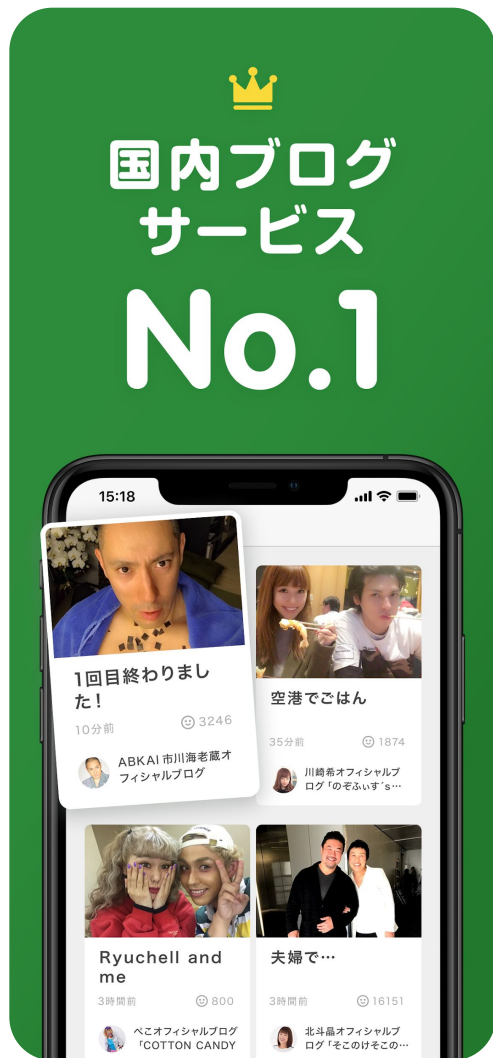 国内ブログ
サービス
No.1
15:18
1回目終わりまし
た!
10分前
3246
ABKAI 市川海老蔵オ
フィシャルブログ
空港でごはん
35分前
1874
川崎希オフィシャルブ
ログ「のぞふぃす´s…
Ryuchell and
me
3時間前
800
ぺこオフィシャルブログ
「COTTON CANDY
夫婦で…
3時間前
16151
北斗晶オフィシャルブ
ログ「そこのけそこの…